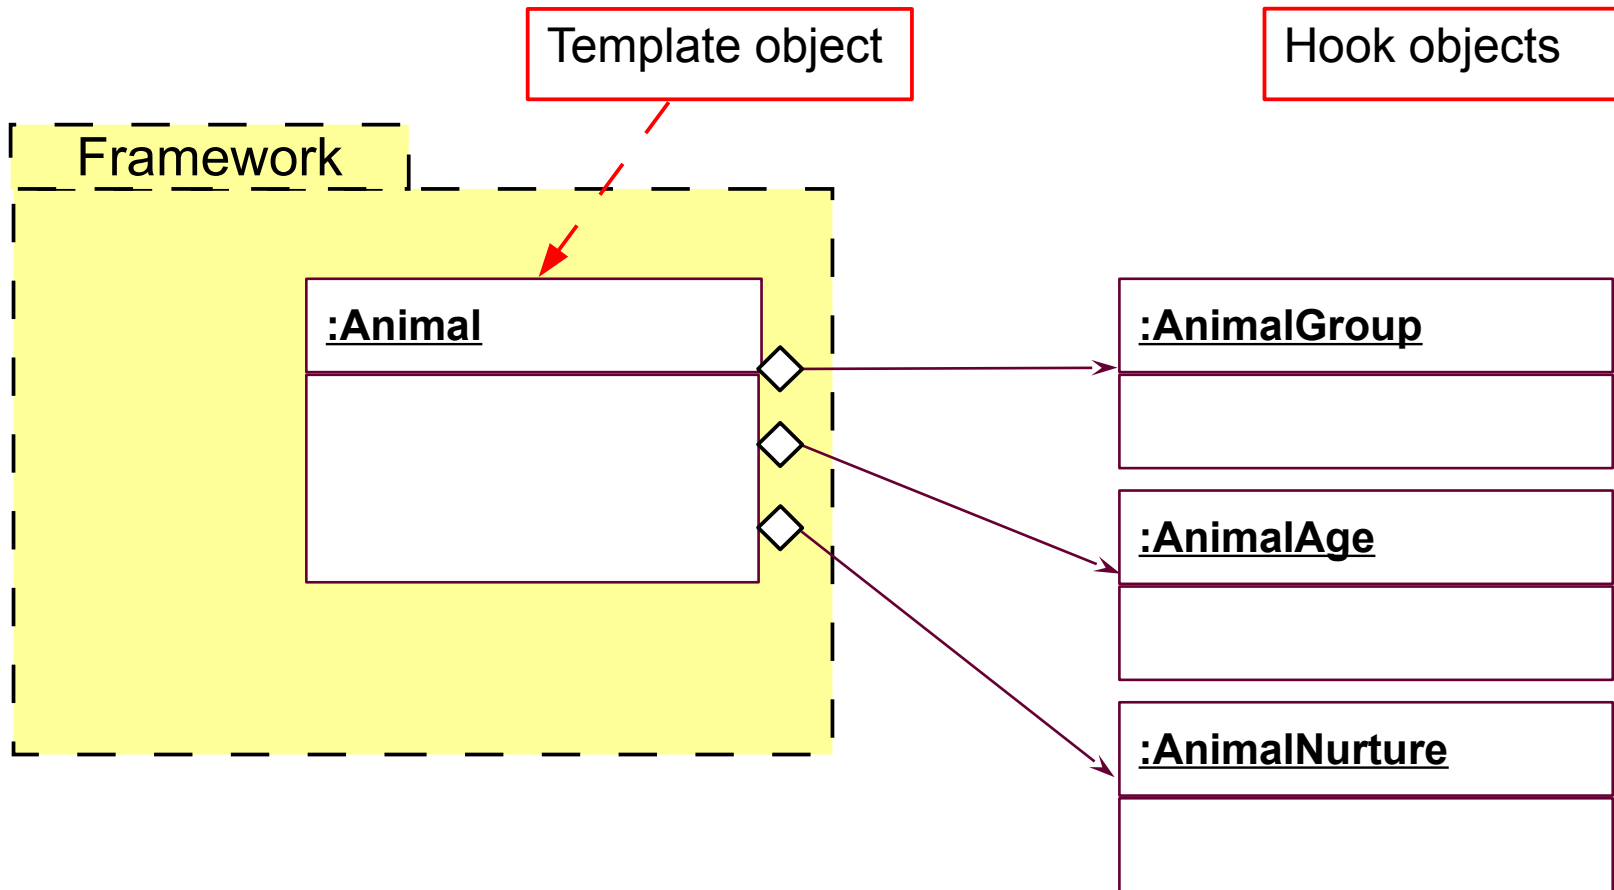 Template object
Hook objects
Framework
:Animal
:AnimalGroup
:AnimalAge
:AnimalNurture